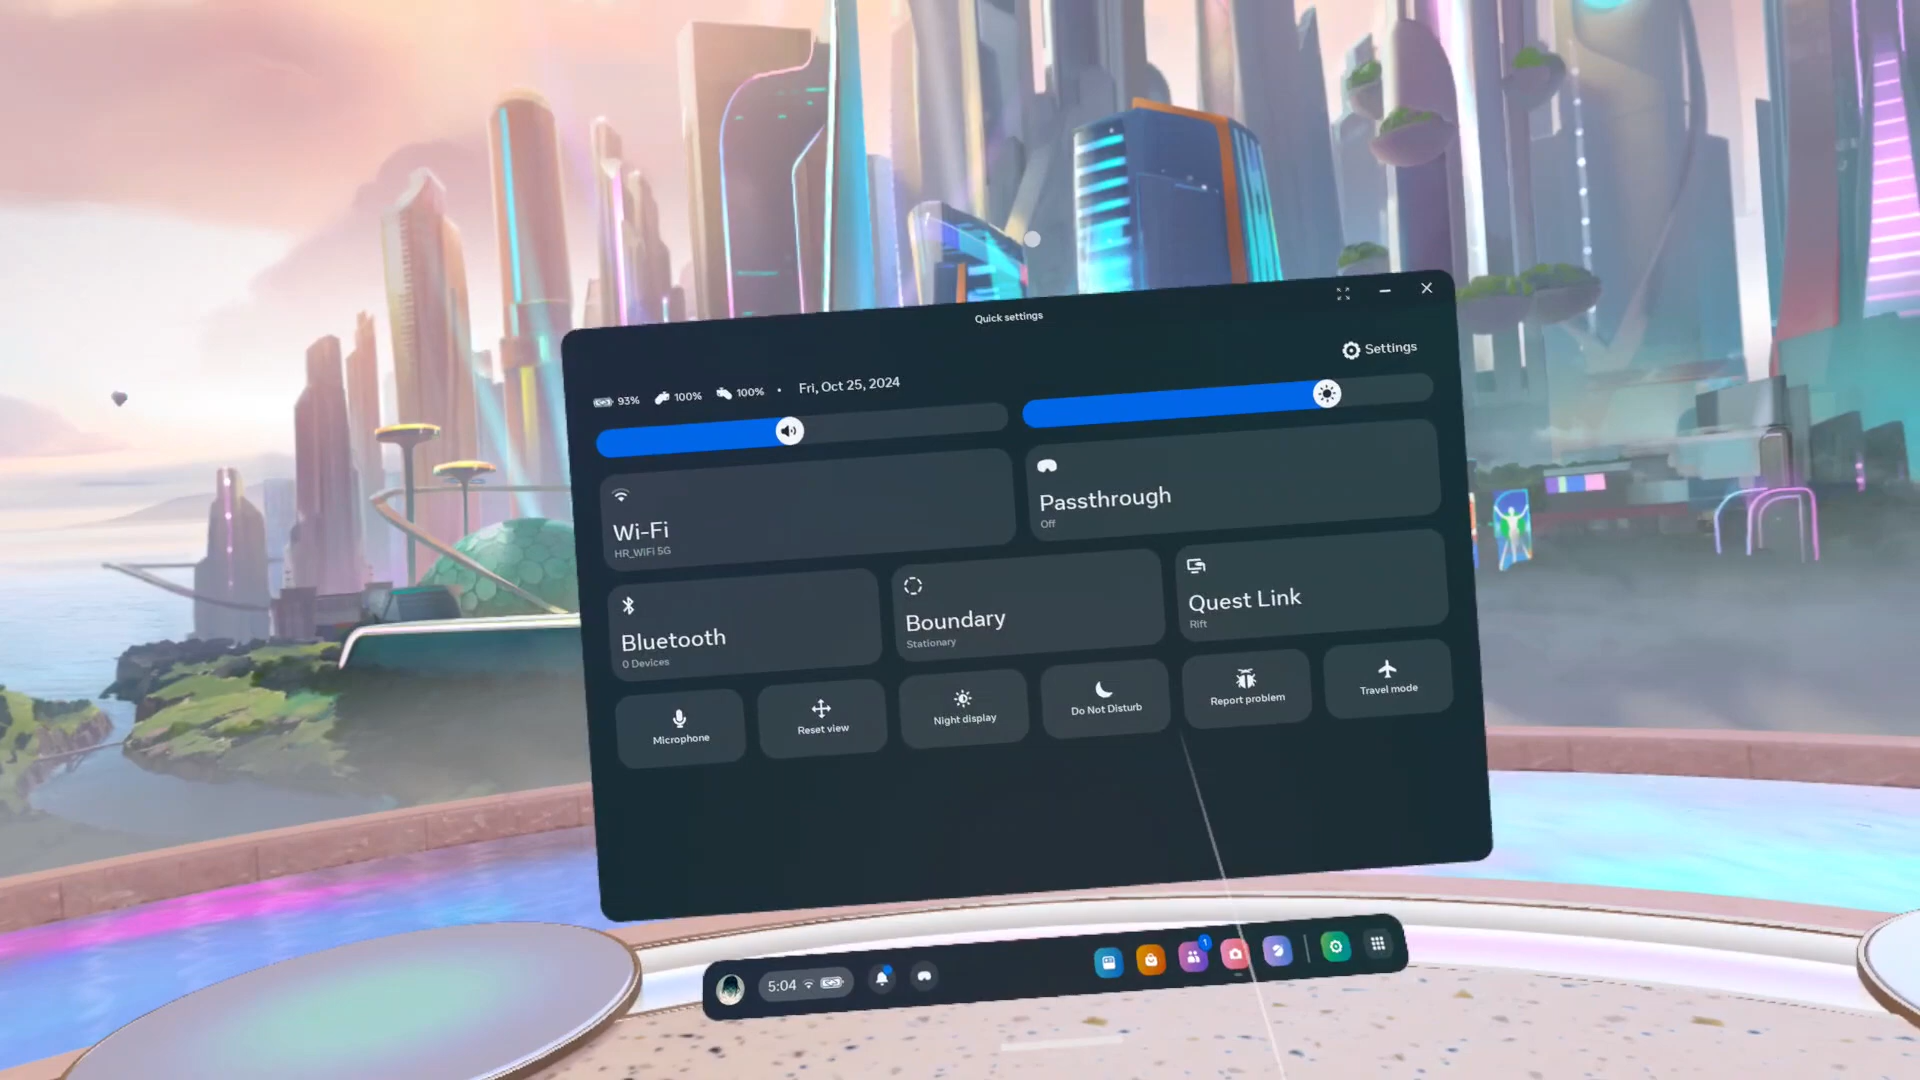 Quick settings
Settings
93% 100% 100% • Fri, Oct 25, 2024
Wi-Fi
HR_WIFI 5G
Passthrough
Off
Bluetooth
0 Devices
Boundary
Stationary
Quest Link
Rift
Microphone
Reset view
Night display
Do Not Disturb
Report problem
Travel mode
5:04
1